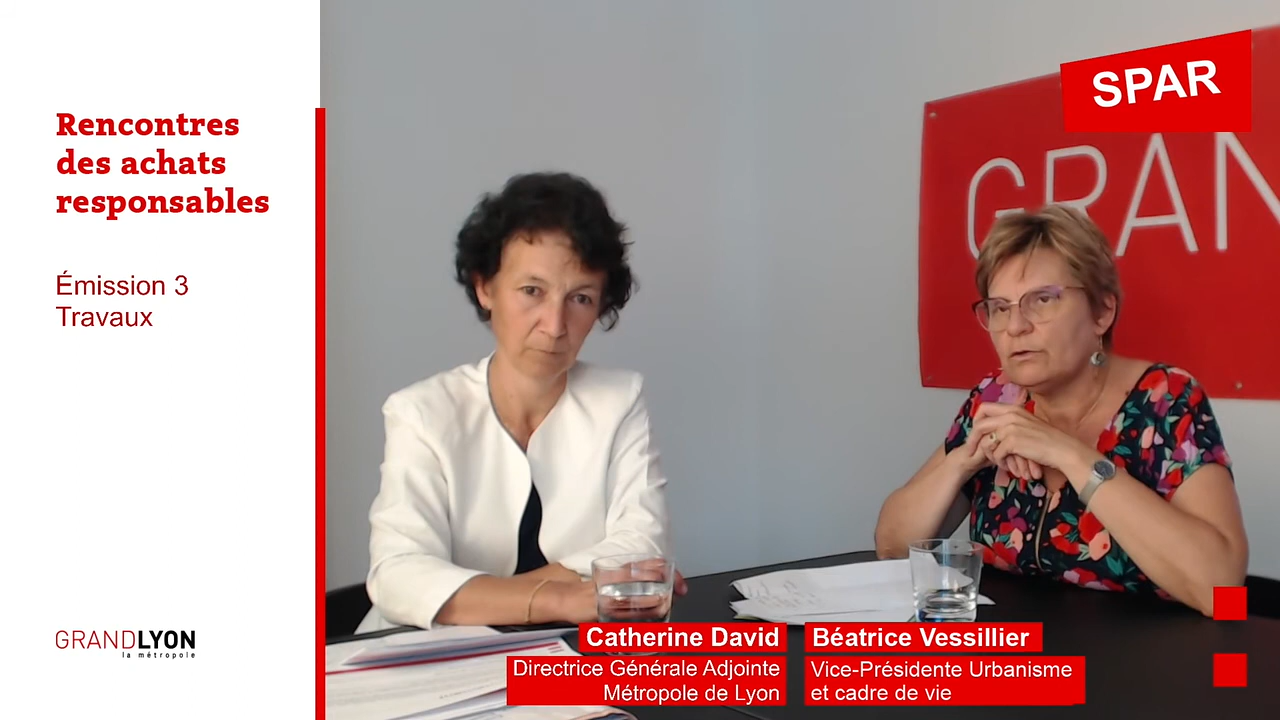 Rencontres
des achats
responsables
Émission 3
Travaux
GRANDLYON
la métropole
SPAR
GRAN
Catherine David
Directrice Générale Adjointe
Métropole de Lyon
Béatrice Vessillier
Vice-Présidente Urbanisme
et cadre de vie